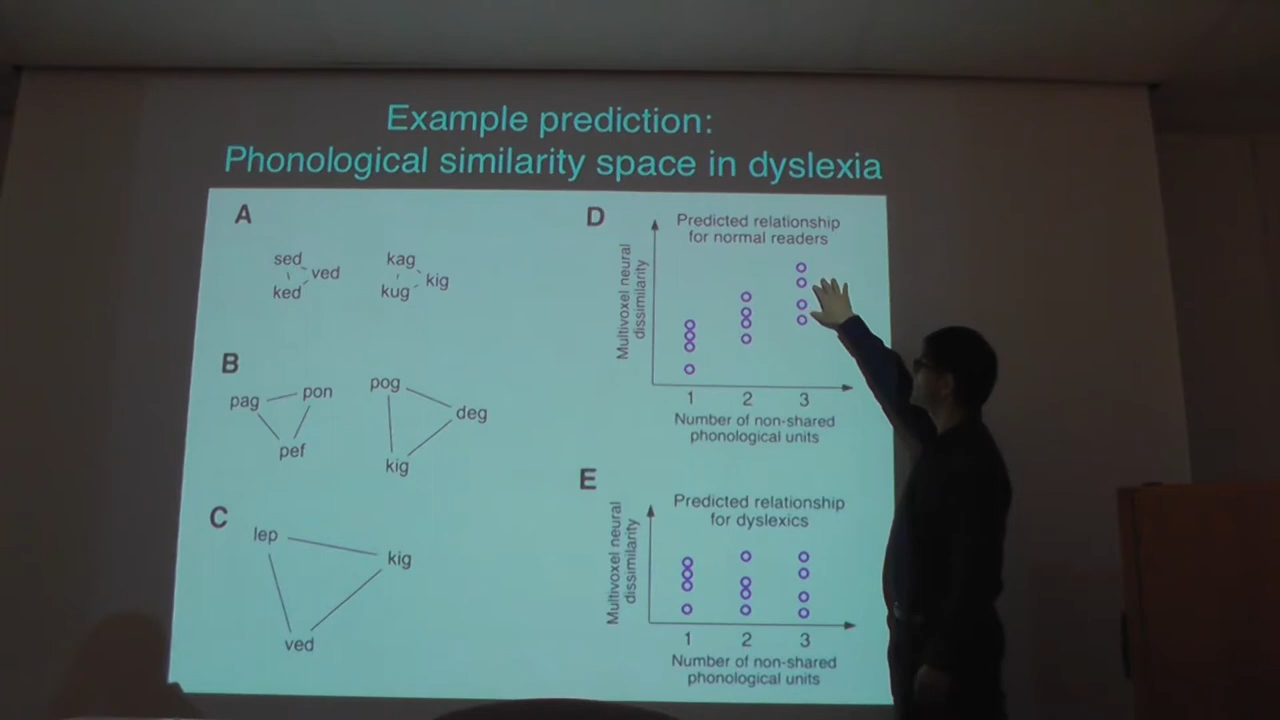 Example prediction:
Phonological similarity space in dyslexia
A
sed
ved
ked
kag
kig
kug
B
pag
pon
pef
pog
deg
kig
C
lep
kig
ved
D
Predicted relationship
for normal readers
Multivoxel neural
dissimilarity
1 2 3
Number of non-shared
phonological units
E
Predicted relationship
for dyslexics
Multivoxel neural
dissimilarity
1 2 3
Number of non-shared
phonological units